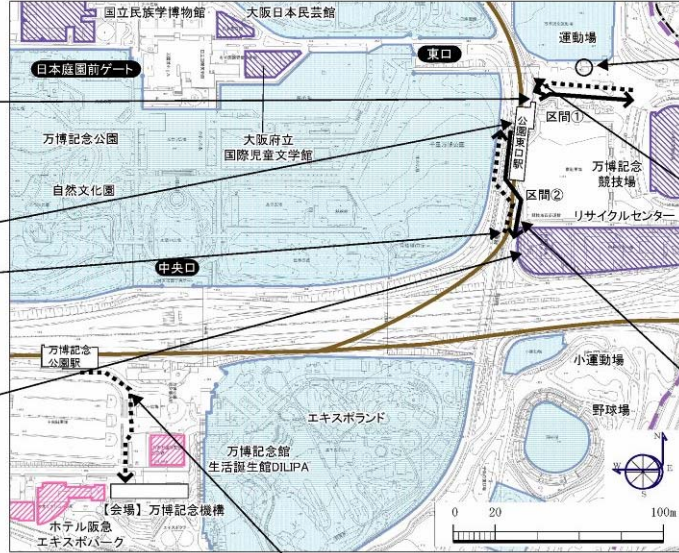 国立民族学博物館
大阪日本民芸館
運動場
日本庭園前ゲート
東口
区間①
万博記念公園
大阪府立
国際児童文学館
公園東口駅
万博記念
競技場
自然文化園
区間②
リサイクルセンター
中央口
万博記念
公園駅
小運動場
エキスポランド
野球場
万博記念館
生活誕生館DILIPA
N
W
E
S
【会場】万博記念機構
ホテル阪急
エキスポパーク
0 20 100m